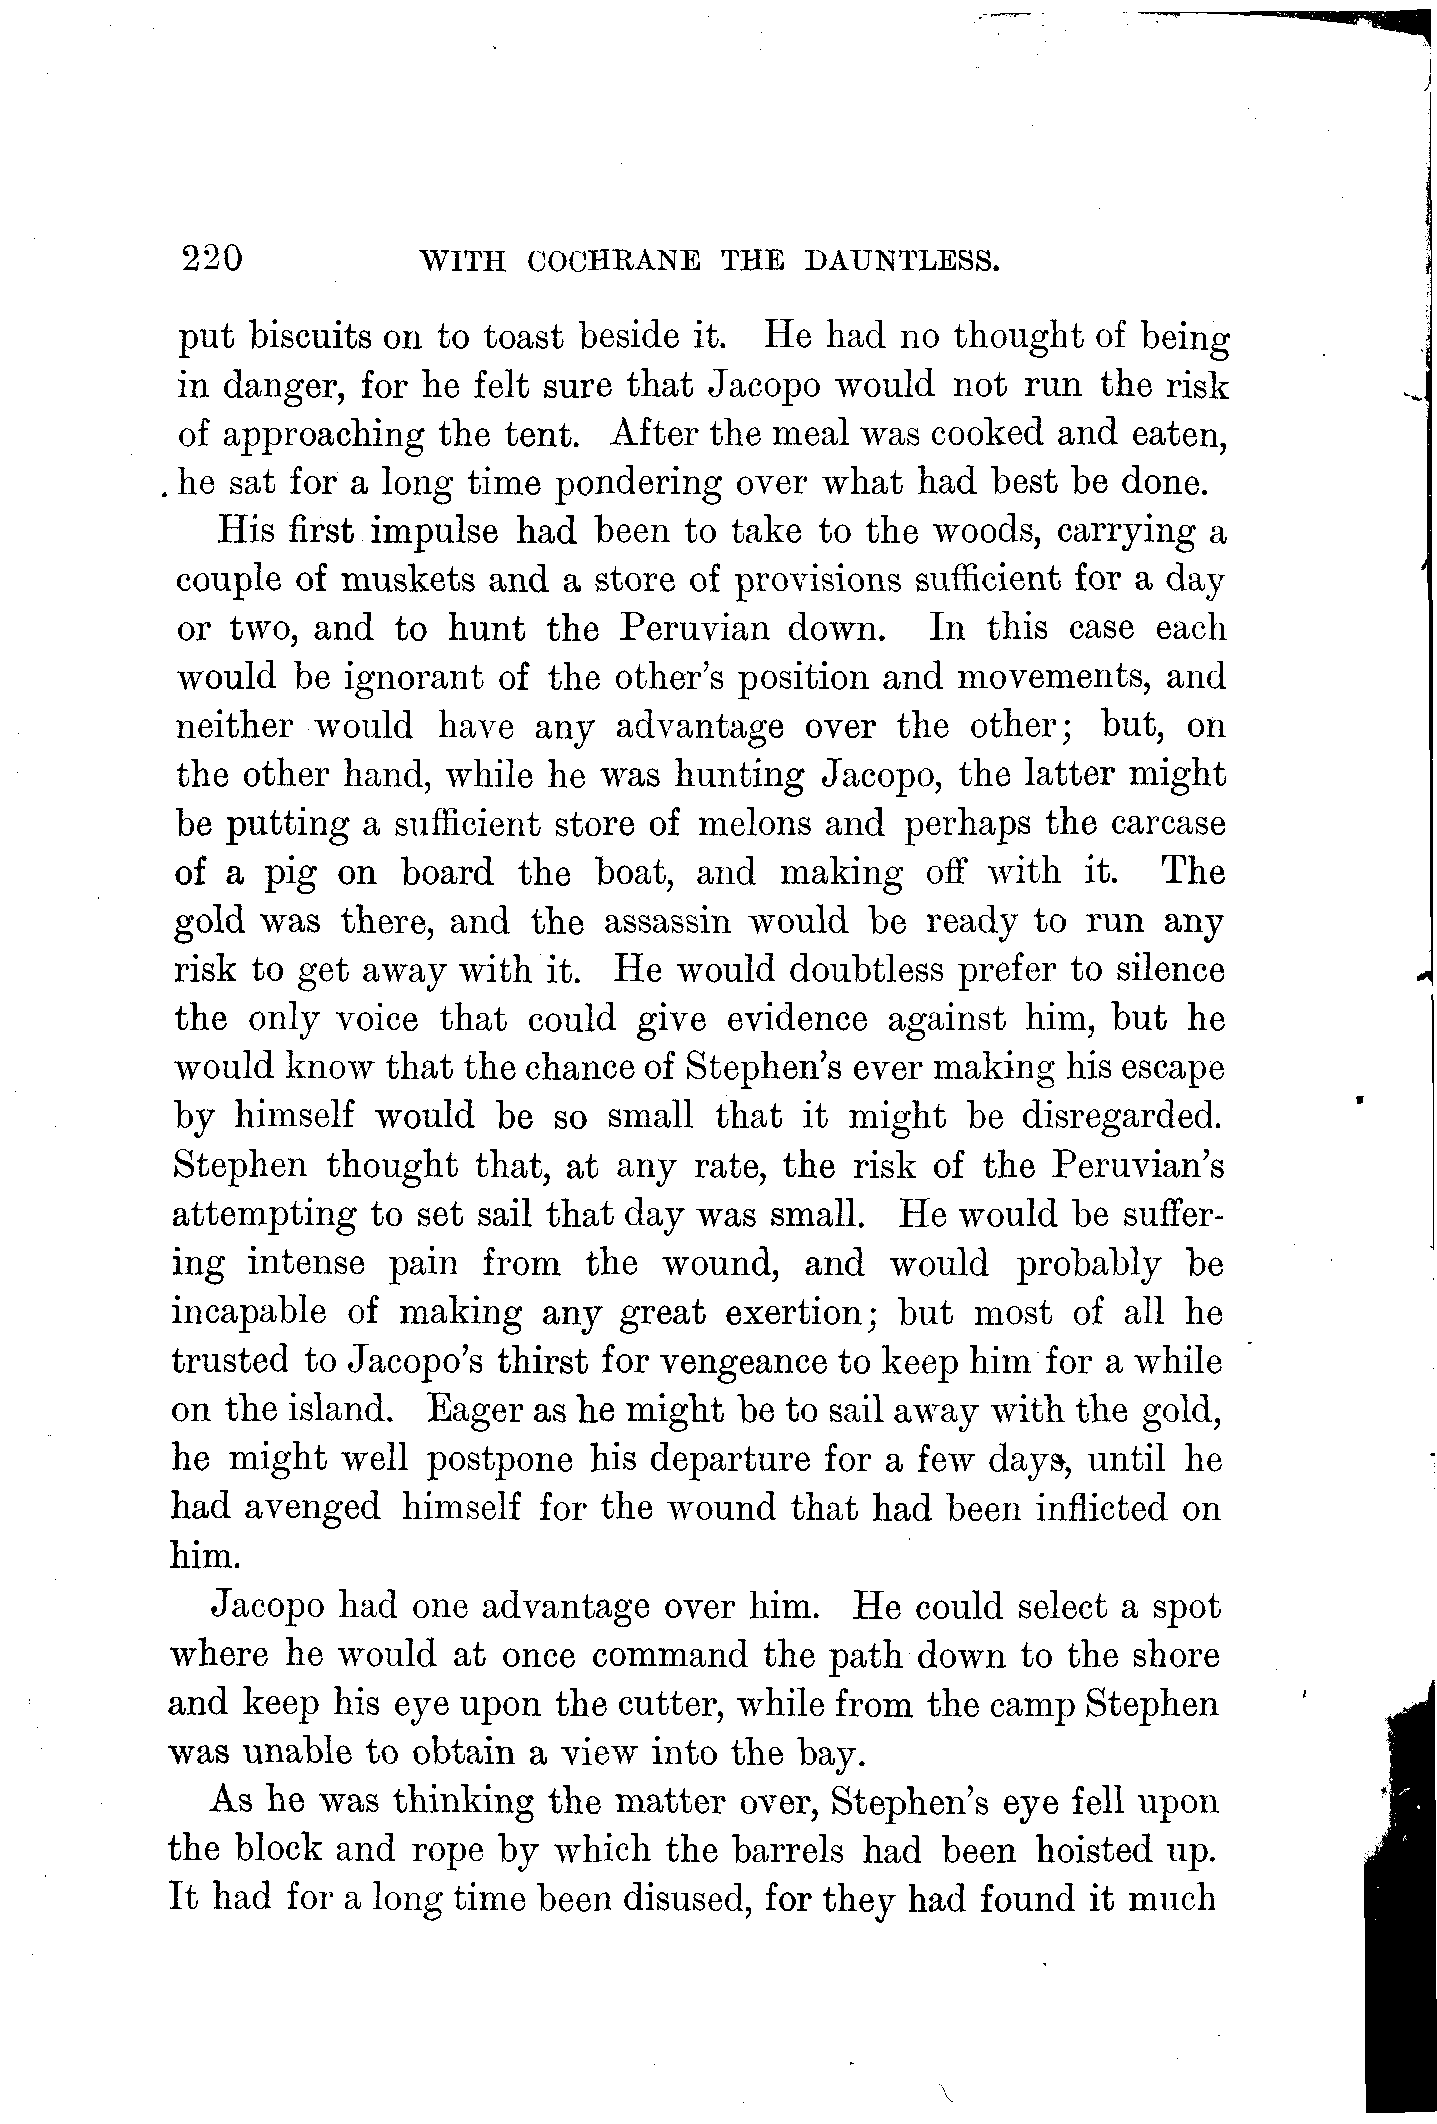 220 WITH COCHRANE THE DAUNTLESS.
put biscuits on to toast beside it. He had no thought of being
in danger, for he felt sure that Jacopo would not run the risk
of approaching the tent. After the meal was cooked and eaten,
he sat for a long time pondering over what had best be done.
His first impulse had been to take to the woods, carrying a
couple of muskets and a store of provisions sufficient for a day
or two, and to hunt the Peruvian down. In this case each
would be ignorant of the other's position and movements, and
neither would have any advantage over the other; but, on
the other hand, while he was hunting Jacopo, the latter might
be putting a sufficient store of melons and perhaps the carcase
of a pig on board the boat, and making off with it. The
gold was there, and the assassin would be ready to run any
risk to get away with it. He would doubtless prefer to silence
the only voice that could give evidence against him, but he
would know that the chance of Stephen's ever making his escape
by himself would be so small that it might be disregarded.
Stephen thought that, at any rate, the risk of the Peruvian's
attempting to set sail that day was small. He would be suffer-
ing intense pain from the wound, and would probably be
incapable of making any great exertion; but most of all he
trusted to Jacopo's thirst for vengeance to keep him for a while
on the island. Eager as he might be to sail away with the gold,
he might well postpone his departure for a few days, until he
had avenged himself for the wound that had been inflicted on
him.
Jacopo had one advantage over him. He could select a spot
where he would at once command the path down to the shore
and keep his eye upon the cutter, while from the camp Stephen
was unable to obtain a view into the bay.
As he was thinking the matter over, Stephen's eye fell upon
the block and rope by which the barrels had been hoisted up.
It had for a long time been disused, for they had found it much